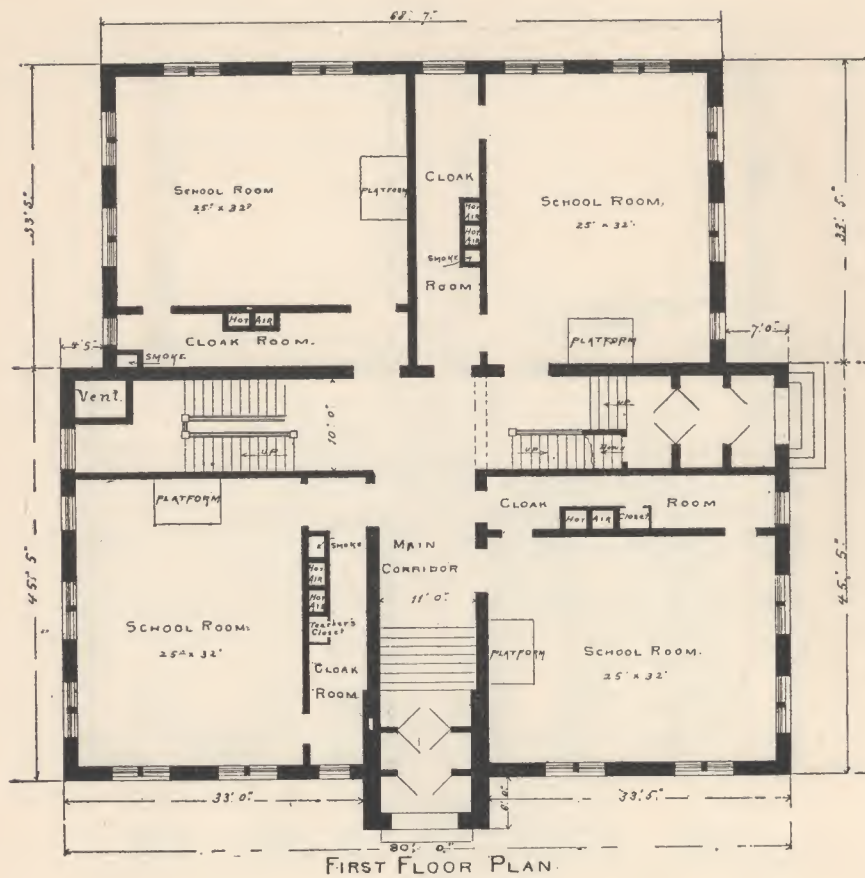 68' 7"
SCHOOL ROOM
25' x 32'
PLATFORM
CLOAK
HOT
AIR
HOT
AIR
SMOKE
ROOM
SCHOOL ROOM.
25' x 32'
PLATFORM
33' 5"
33' 5"
HOT AIR
CLOAK ROOM.
SMOKE
7' 0"
Vent.
10' 0"
UP
UP
UP
DOWN
PLATFORM
CLOAK ROOM
HOT AIR CLOSET
SMOKE
HOT
AIR
HOT
AIR
Teacher's
Closet
CLOAK
ROOM
MAIN
CORRIDOR
11' 0"
SCHOOL ROOM.
25' x 32'
PLATFORM
SCHOOL ROOM.
25' x 32'
45' 5"
45' 5"
33' 0"
6' 0"
33' 5"
80' 0"
FIRST FLOOR PLAN.